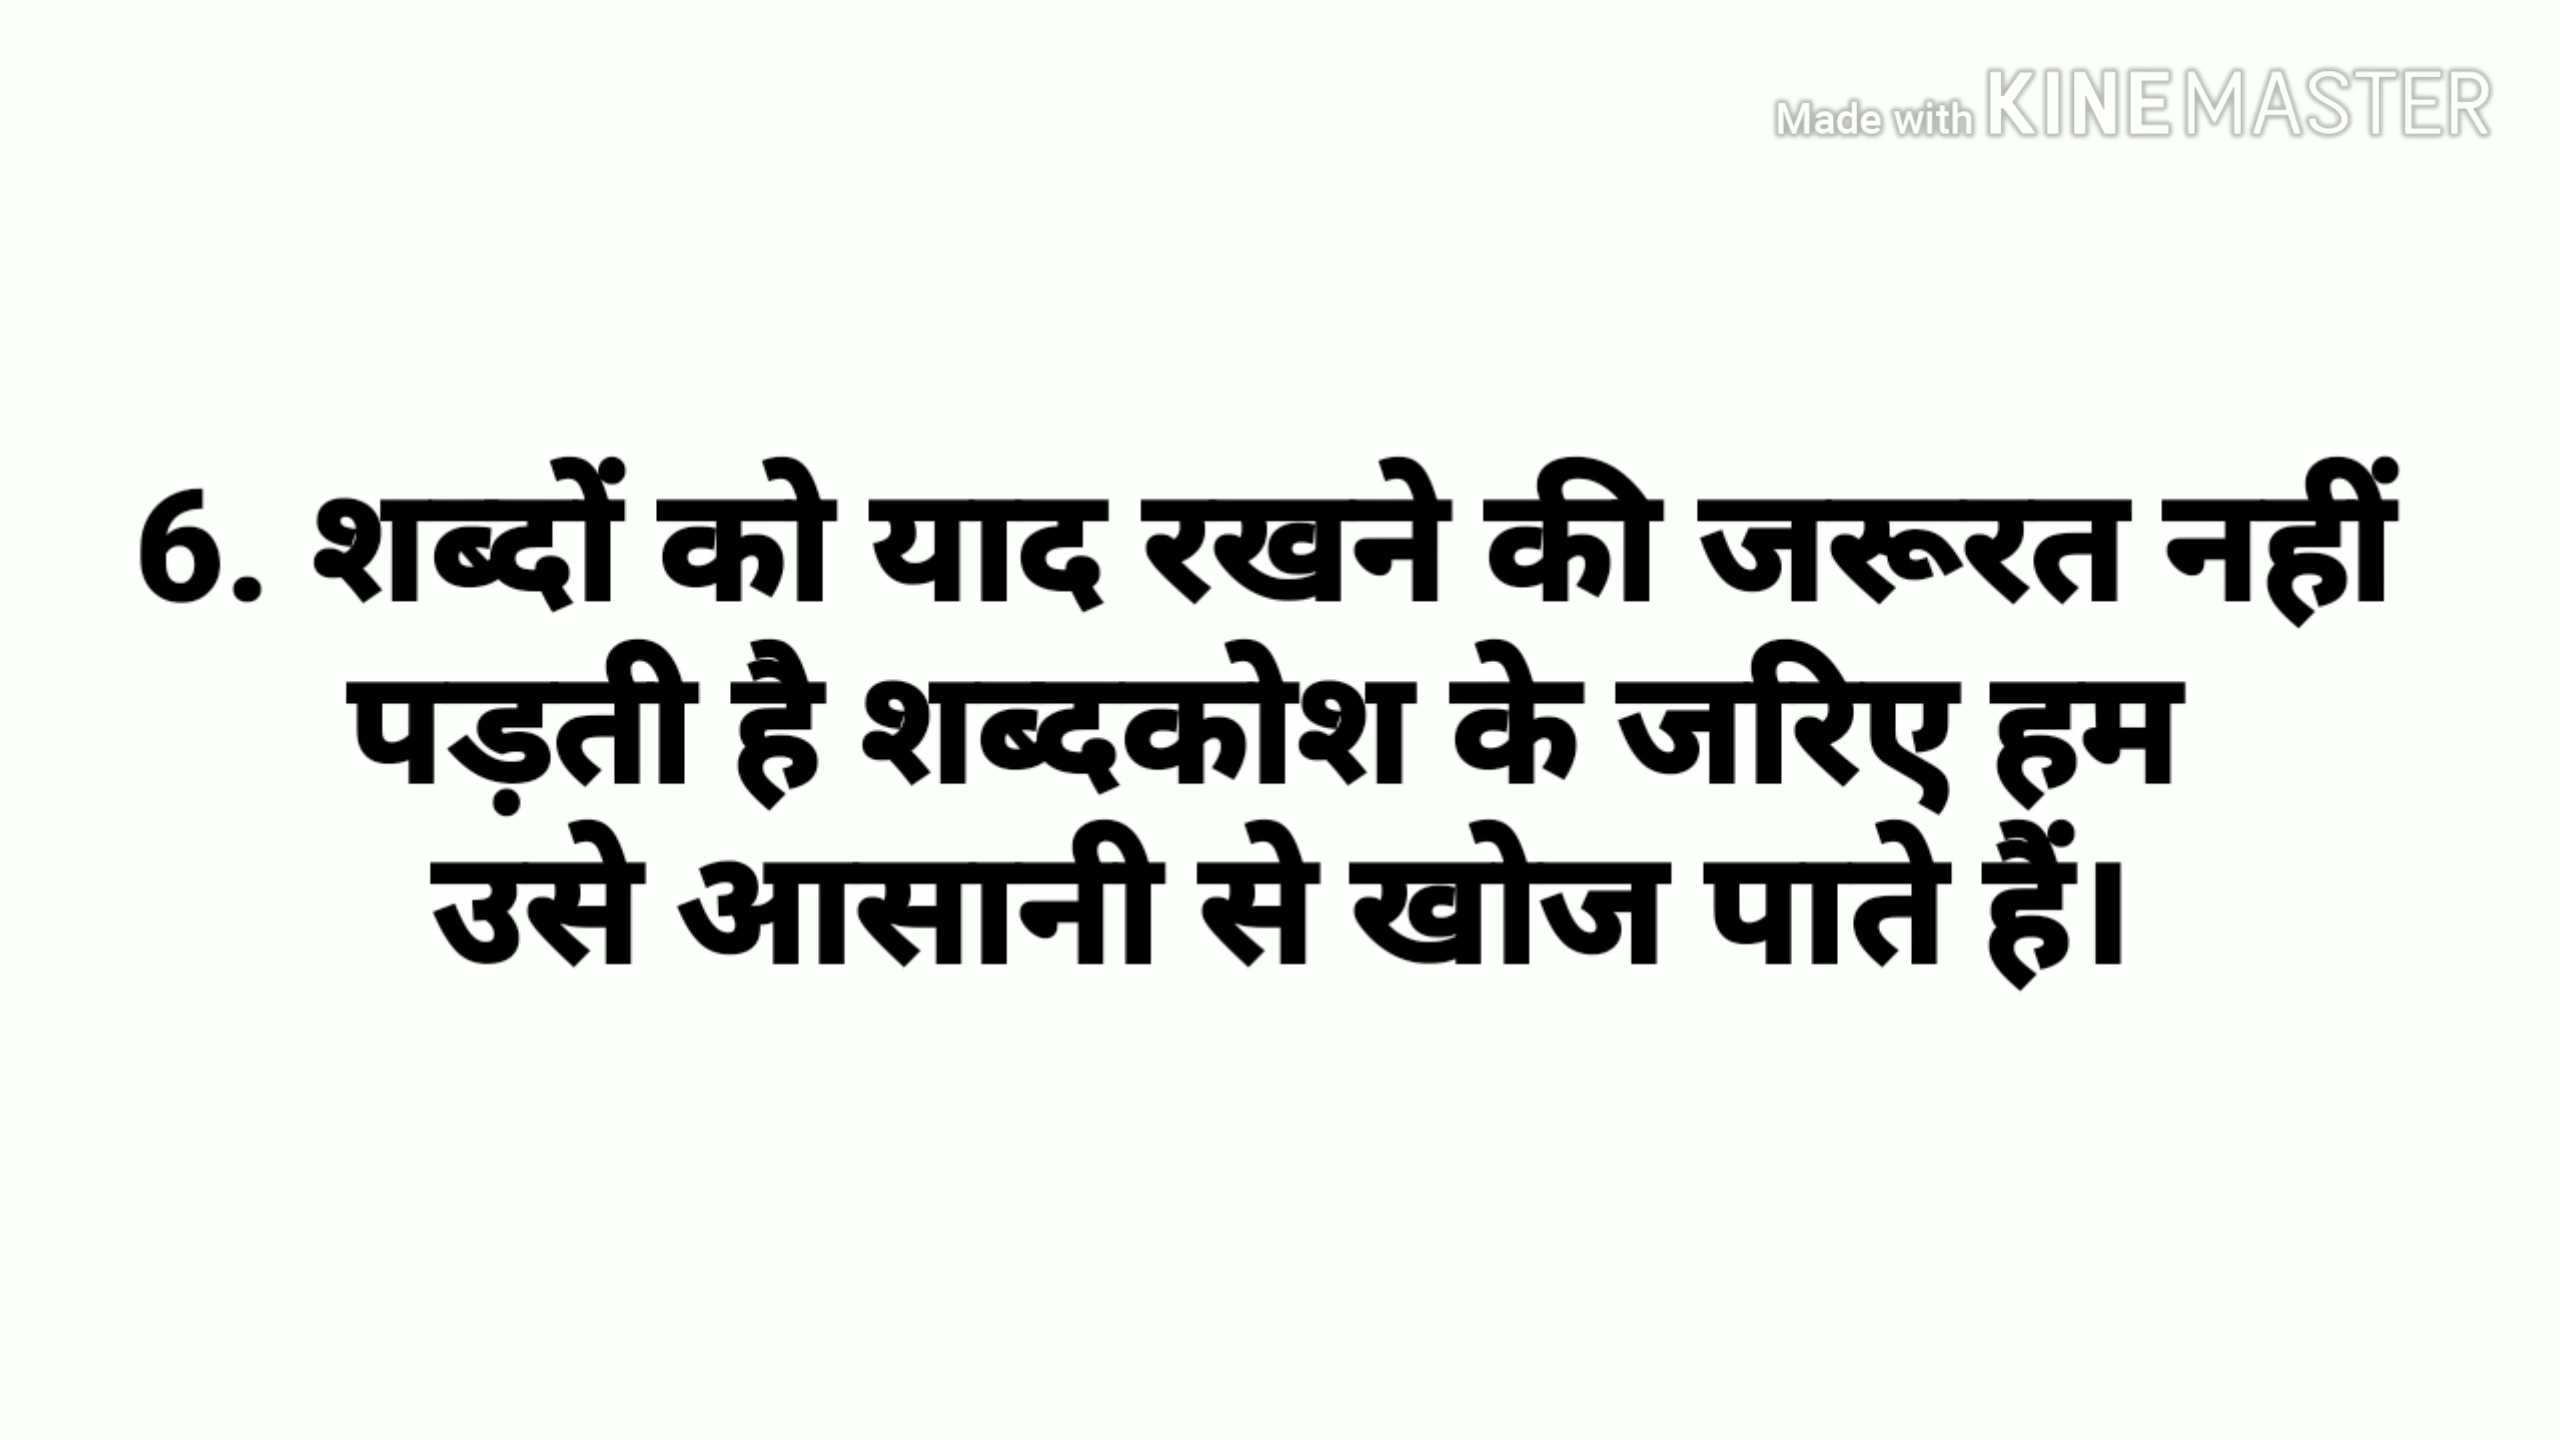 Made with KINEMASTER
6. शब्दों को याद रखने की जरूरत नहीं
पड़ती है शब्दकोश के जरिए हम
उसे आसानी से खोज पाते हैं।